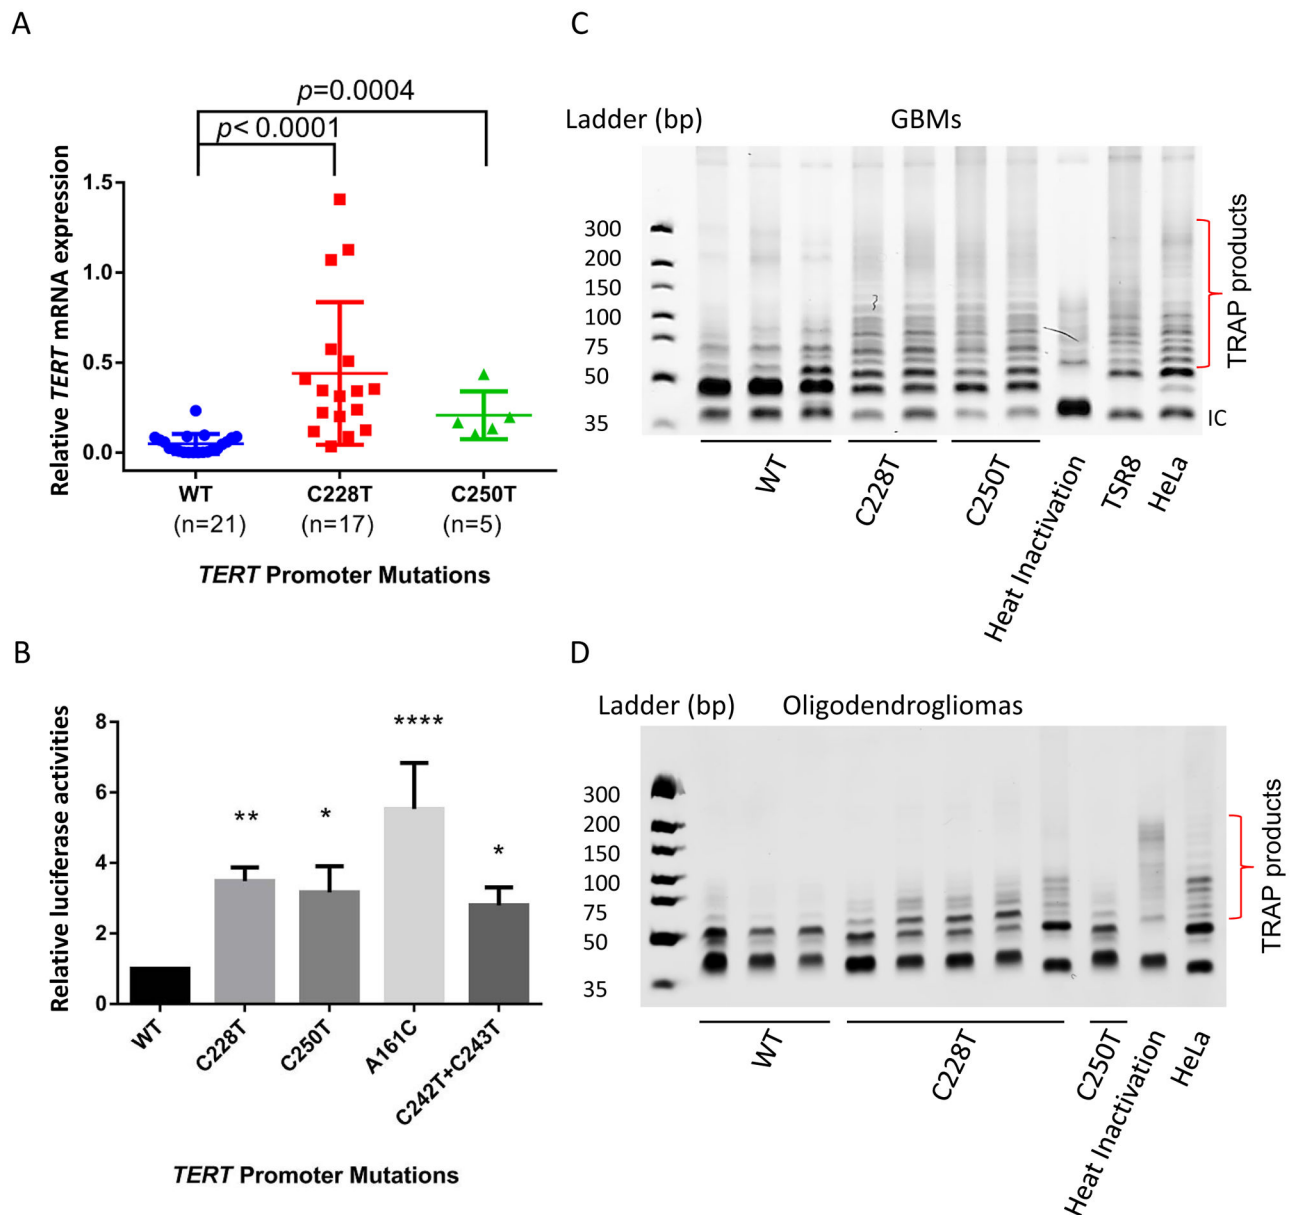 A
p=0.0004
p< 0.0001
Relative TERT mRNA expression
1.5
1.0
0.5
0.0
WT
C228T
C250T
(n=21)
(n=17)
(n=5)
TERT Promoter Mutations
B
Relative luciferase activities
8
6
4
2
0
****
**
*
*
WT
C228T
C250T
A161C
C242T+C243T
TERT Promoter Mutations
C
Ladder (bp)
GBMs
300
200
150
100
75
50
35
TRAP products
IC
WT
C228T
C250T
Heat Inactivation
TSR8
HeLa
D
Ladder (bp)
Oligodendrogliomas
300
200
150
100
75
50
35
TRAP products
WT
C228T
C250T
Heat Inactivation
HeLa